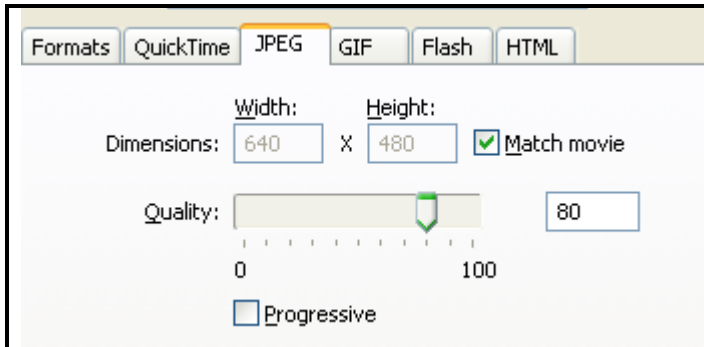 Formats QuickTime JPEG GIF Flash HTML
Width: Height:
Dimensions: 640 X 480 Match movie
Quality: 80
0 100
Progressive